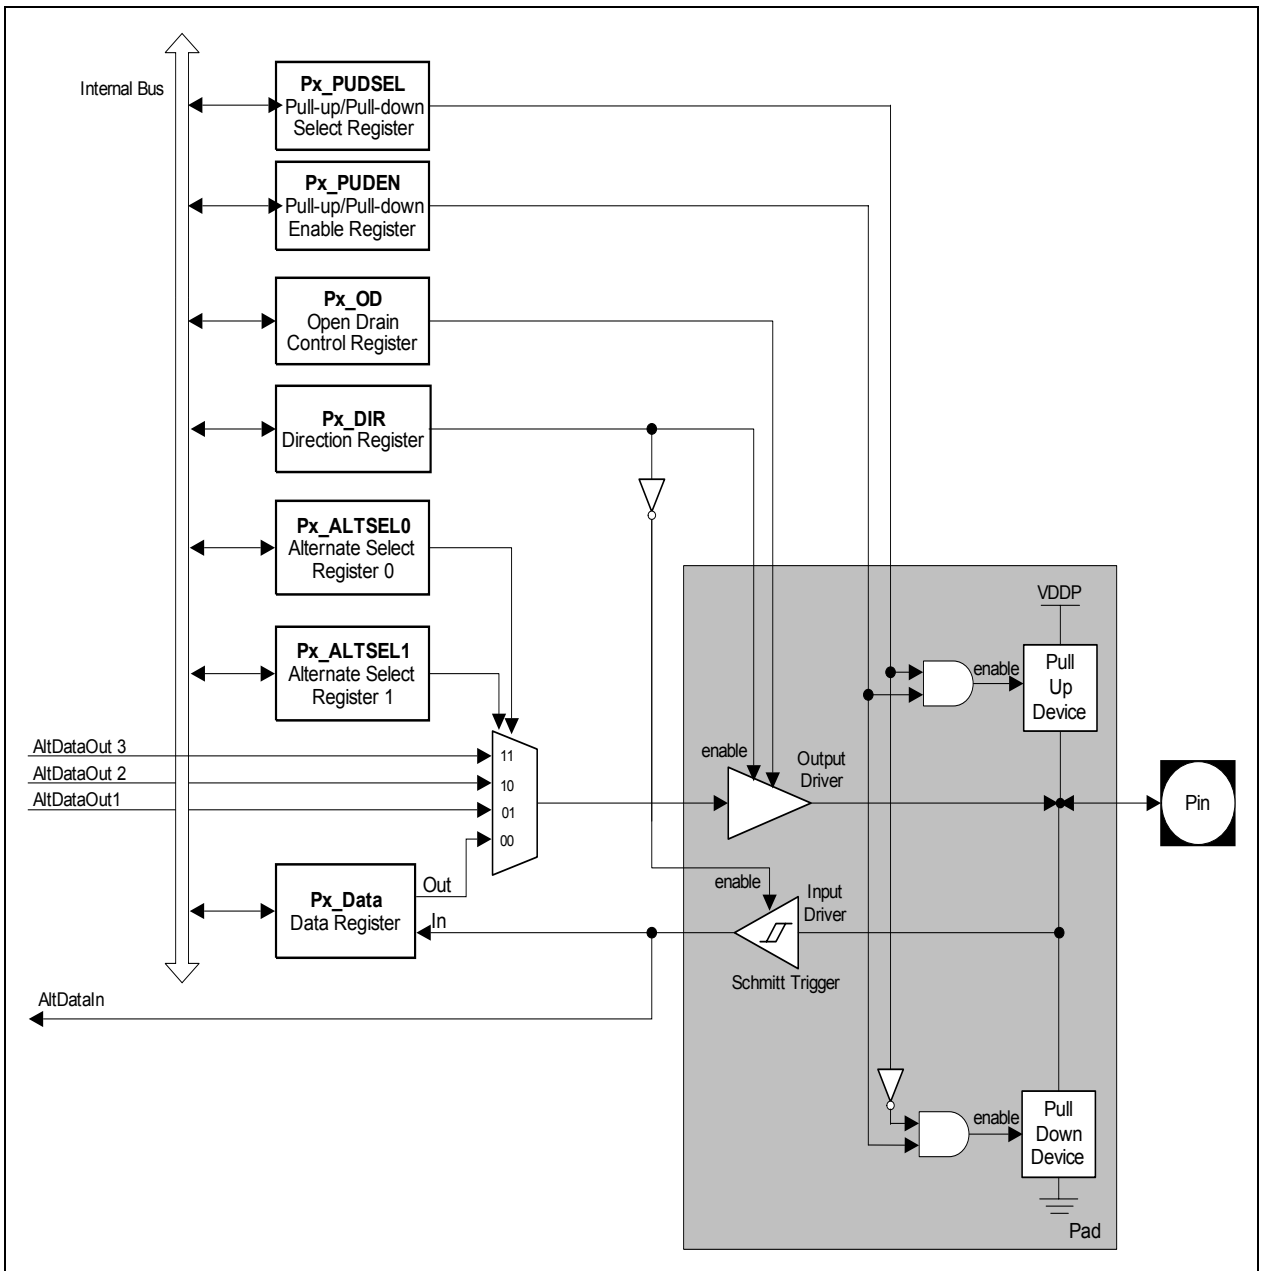 Internal Bus
Px_PUDSEL
Pull-up/Pull-down
Select Register
Px_PUDEN
Pull-up/Pull-down
Enable Register
Px_OD
Open Drain
Control Register
Px_DIR
Direction Register
Px_ALTSEL0
Alternate Select
Register 0
Px_ALTSEL1
Alternate Select
Register 1
AltDataOut 3
AltDataOut 2
AltDataOut1
11
10
01
00
Px_Data
Data Register
Out
In
AltDataIn
enable
Output
Driver
enable
Input
Driver
Schmitt Trigger
VDDP
enable
Pull
Up
Device
Pin
enable
Pull
Down
Device
Pad